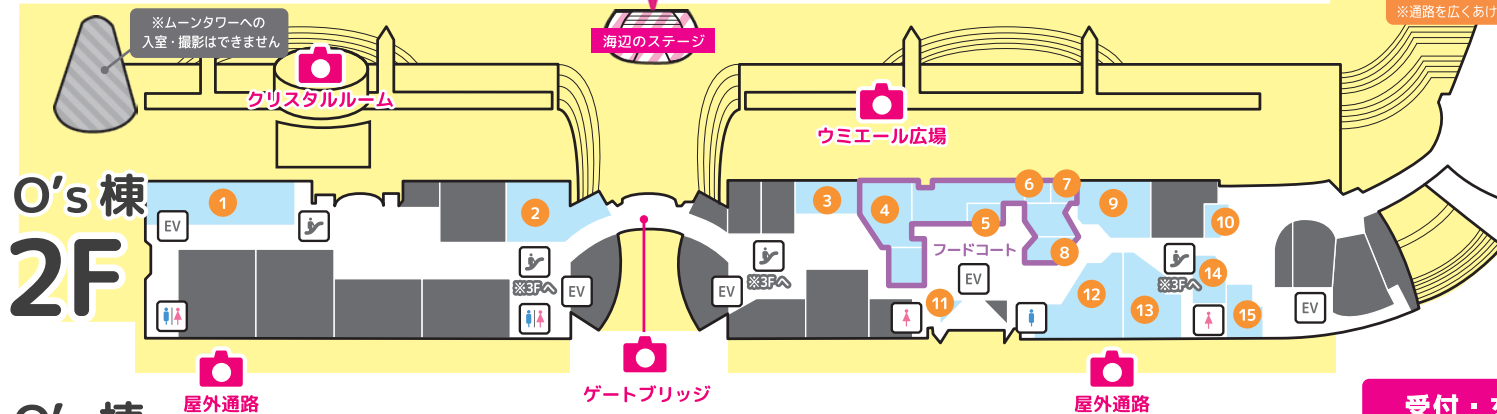 ※ムーンタワーへの
入室・撮影はできません
海辺のステージ
※通路を広くあけ
クリスタルルーム
ウミエール広場
O's 棟
2F
1
2
3
4
5
6
7
8
9
10
11
12
13
14
15
フードコート
EV
EV
EV
EV
EV
※3Fへ
※3Fへ
※3Fへ
ゲートブリッジ
屋外通路
屋外通路
O's 棟
受付・